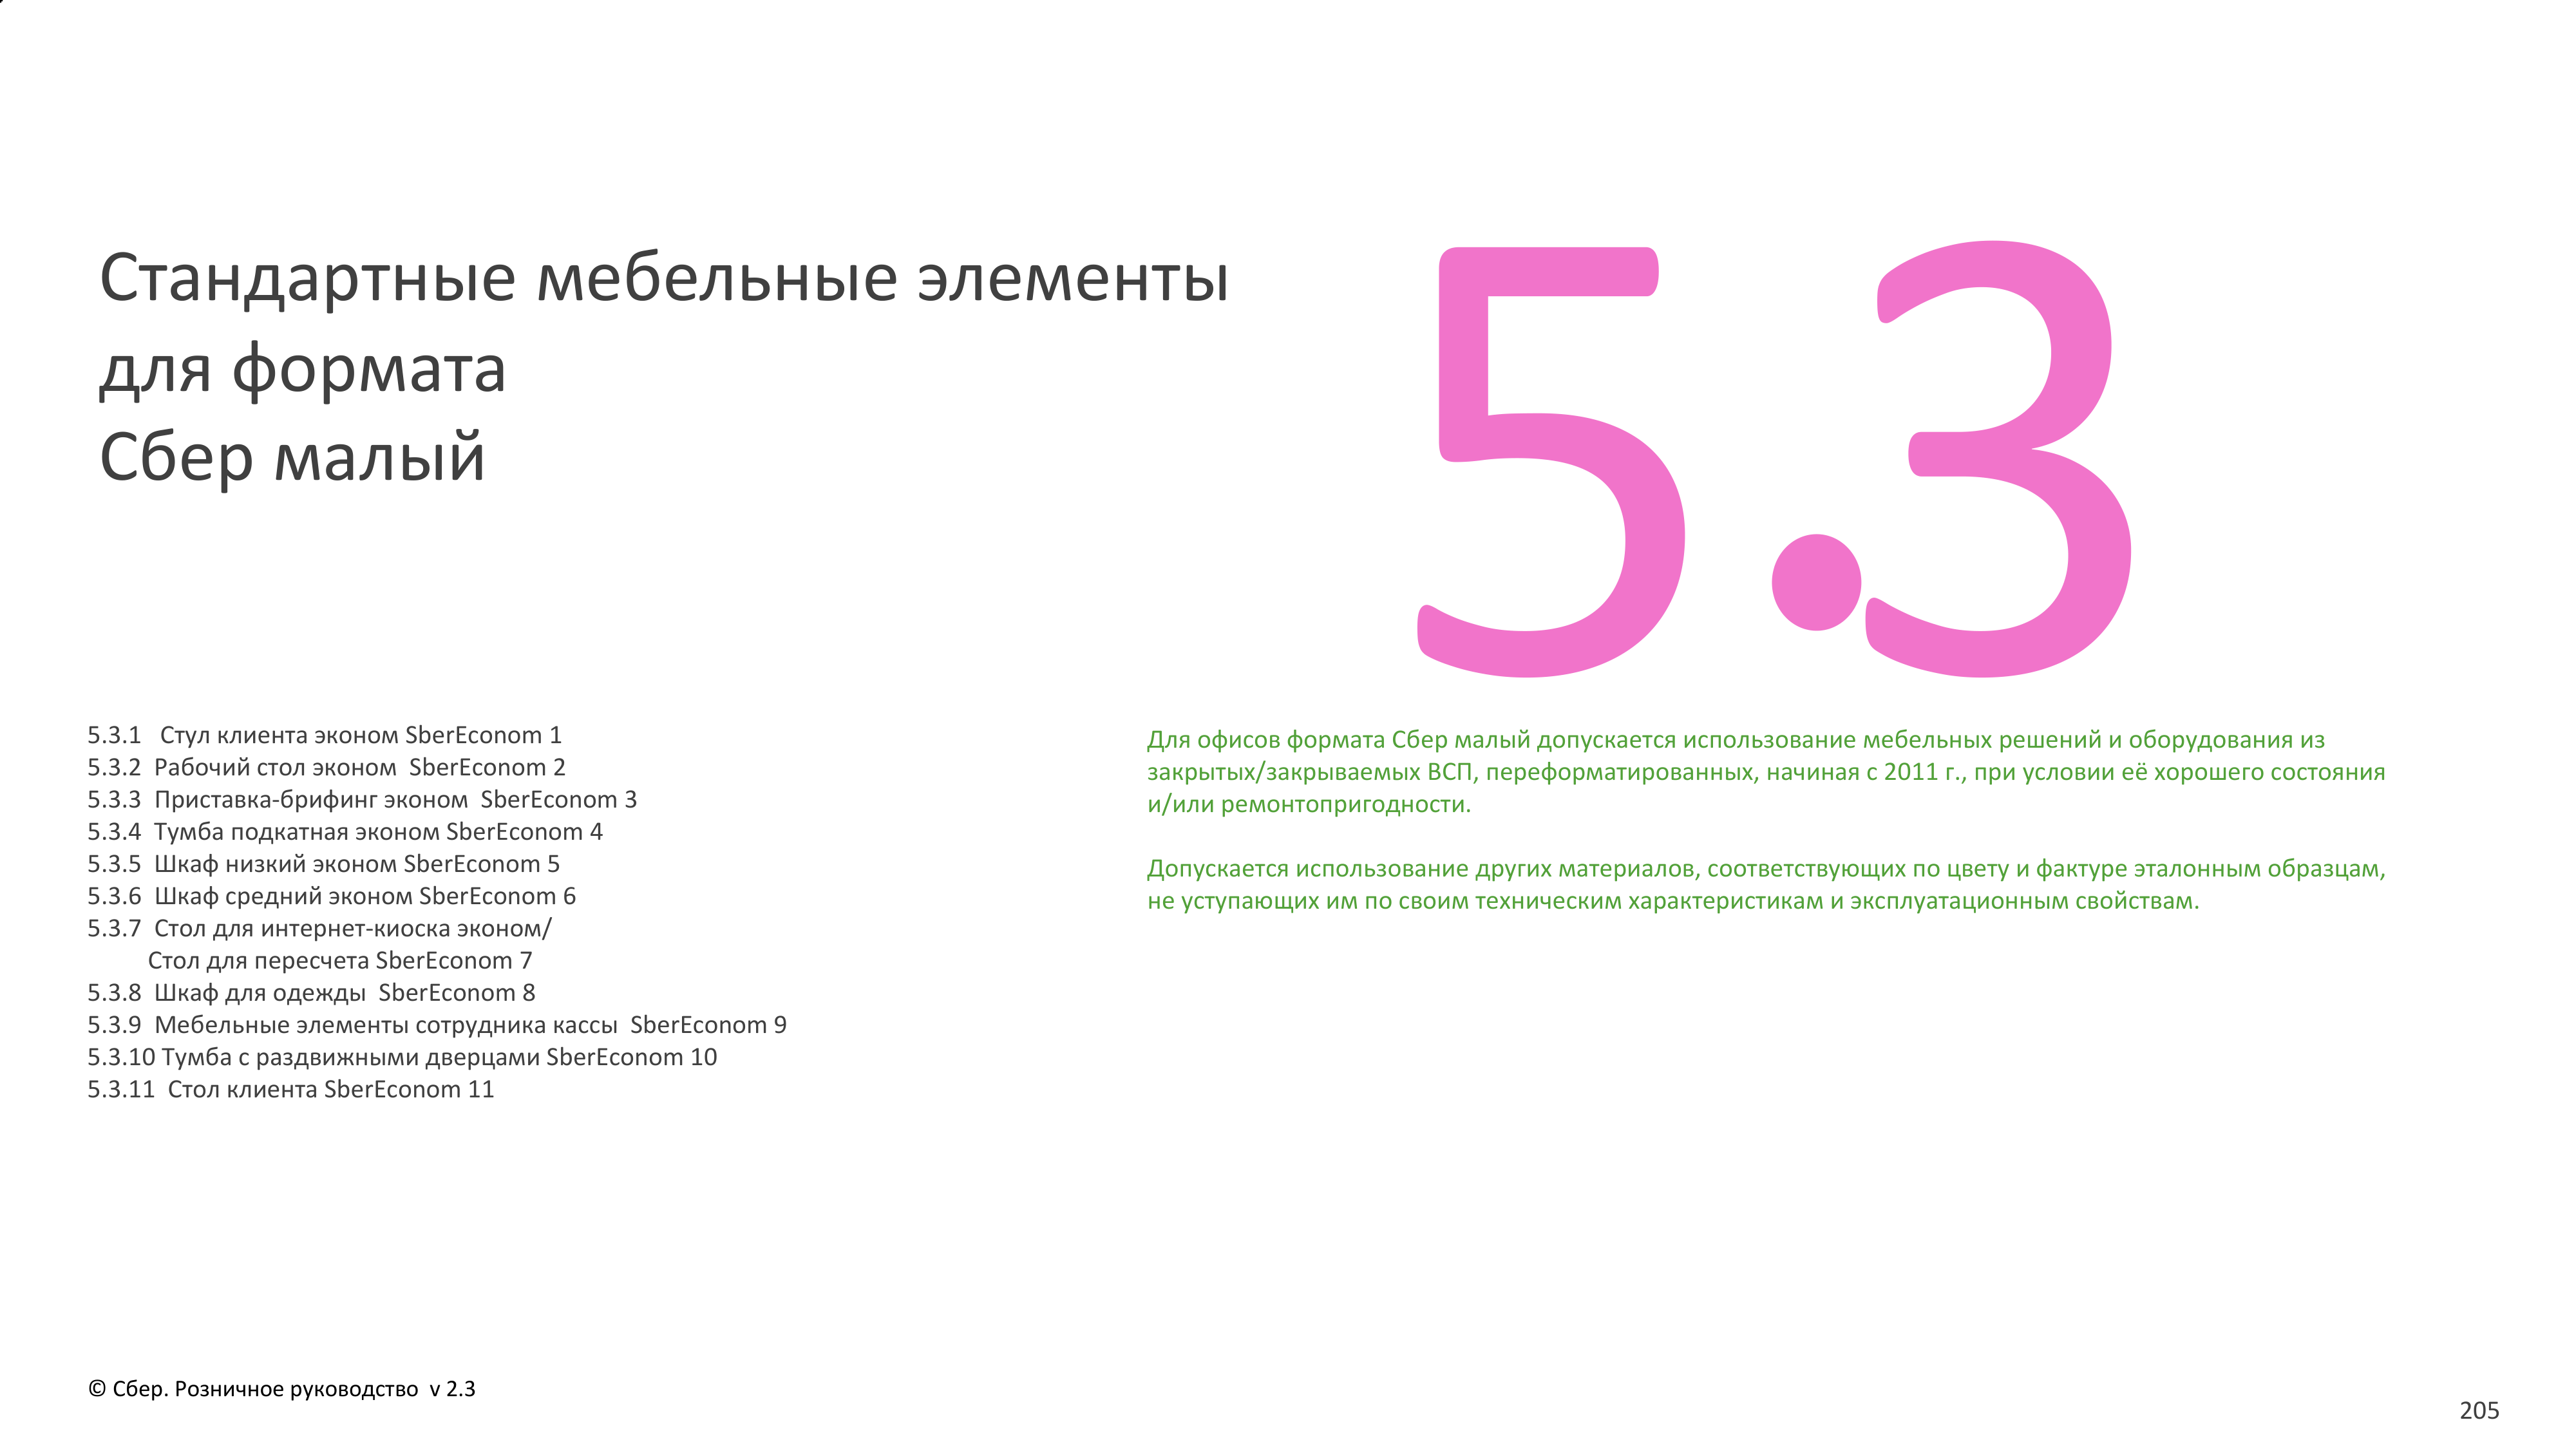 Стандартные мебельные элементы
для формата
Сбер малый
5.3
5.3.1 Стул клиента эконом SberEconom 1
5.3.2 Рабочий стол эконом SberEconom 2
5.3.3 Приставка-брифинг эконом SberEconom 3
5.3.4 Тумба подкатная эконом SberEconom 4
5.3.5 Шкаф низкий эконом SberEconom 5
5.3.6 Шкаф средний эконом SberEconom 6
5.3.7 Стол для интернет-киоска эконом/
Стол для пересчета SberEconom 7
5.3.8 Шкаф для одежды SberEconom 8
5.3.9 Мебельные элементы сотрудника кассы SberEconom 9
5.3.10 Тумба с раздвижными дверцами SberEconom 10
5.3.11 Стол клиента SberEconom 11
Для офисов формата Сбер малый допускается использование мебельных решений и оборудования из
закрытых/закрываемых ВСП, переформатированных, начиная с 2011 г., при условии её хорошего состояния
и/или ремонтопригодности.
Допускается использование других материалов, соответствующих по цвету и фактуре эталонным образцам,
не уступающих им по своим техническим характеристикам и эксплуатационным свойствам.
© Сбер. Розничное руководство v 2.3
205